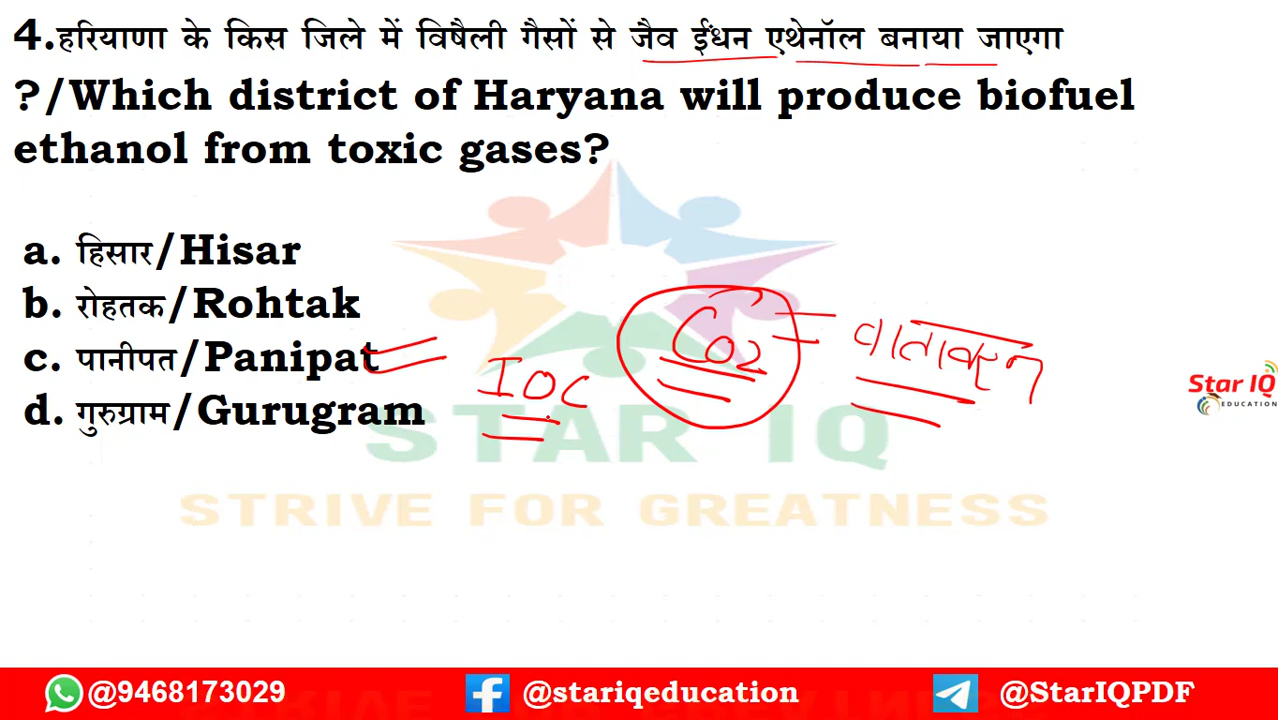 4.हरियाणा के किस जिले में विषैली गैसों से जैव ईंधन एथेनॉल बनाया जाएगा
?/Which district of Haryana will produce biofuel
ethanol from toxic gases?
a. हिसार/Hisar
b. रोहतक/Rohtak
c. पानीपत/Panipat
d. गुरुग्राम/Gurugram
IOC
CO2 = वातावरण
Star IQ
EDUCATION
STAR IQ
STRIVE FOR GREATNESS
@9468173029
@stariqeducation
@StarIQPDF